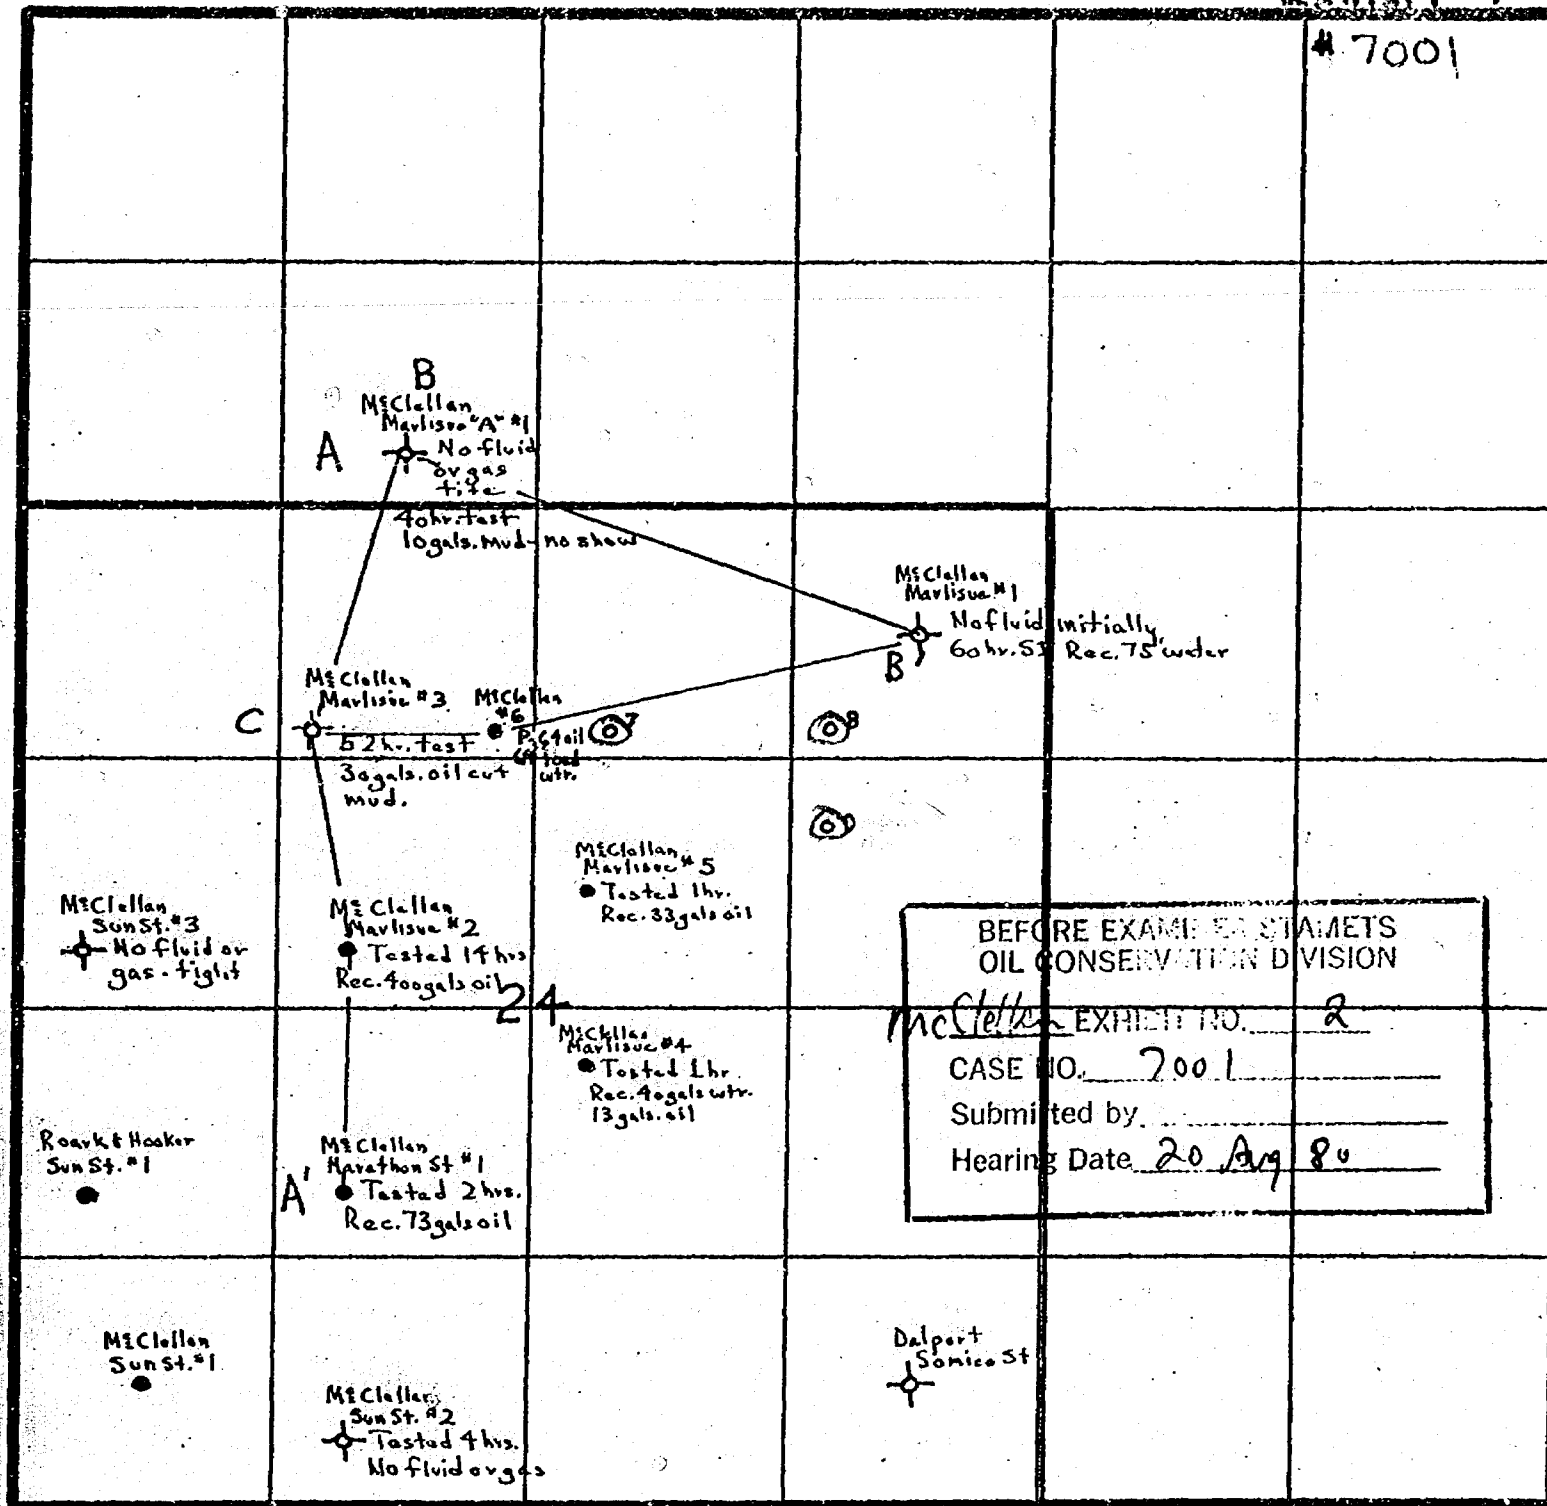 # 7001
B
McClellan
Marlisue "A" #1
A
No fluid
or gas
tite
40 hr. test
10 gals. mud - no show
McClellan
Marlisue #1
No fluid initially,
60 hr. SI Rec. 75' water
B
McClellan
Marlisue #3
C
52 hr. test
30 gals. oil cut
mud.
McClellan
#6
oil
load
wtr.
7
8
McClellan
Marlisue #5
Tested 1 hr.
Rec. 33 gals oil
McClellan
Sun St. #3
No fluid or
gas - tight
McClellan
Marlisue #2
Tested 14 hrs
Rec. 400 gals oil
24
McClellan
Marlisue #4
Tested 1 hr.
Rec. 40 gals wtr.
13 gals. oil
BEFORE EXAMINER STAMETS
OIL CONSERVATION DIVISION
McClellan EXHIBIT NO. 2
CASE NO. 7001
Submitted by
Hearing Date 20 Aug 80
Roark & Hooker
Sun St. #1
McClellan
Marathon St #1
A'
Tested 2 hrs.
Rec. 73 gals oil
McClellan
Sun St. #1
McClellan
Sun St. #2
Tested 4 hrs.
No fluid or gas
Dalport
Sonico St